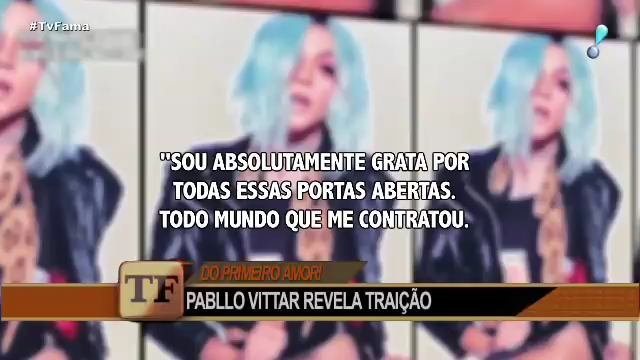 #TvFama
"SOU ABSOLUTAMENTE GRATA POR
TODAS ESSAS PORTAS ABERTAS.
TODO MUNDO QUE ME CONTRATOU.
DO PRIMEIRO AMOR!
TF
PABLLO VITTAR REVELA TRAIÇÃO